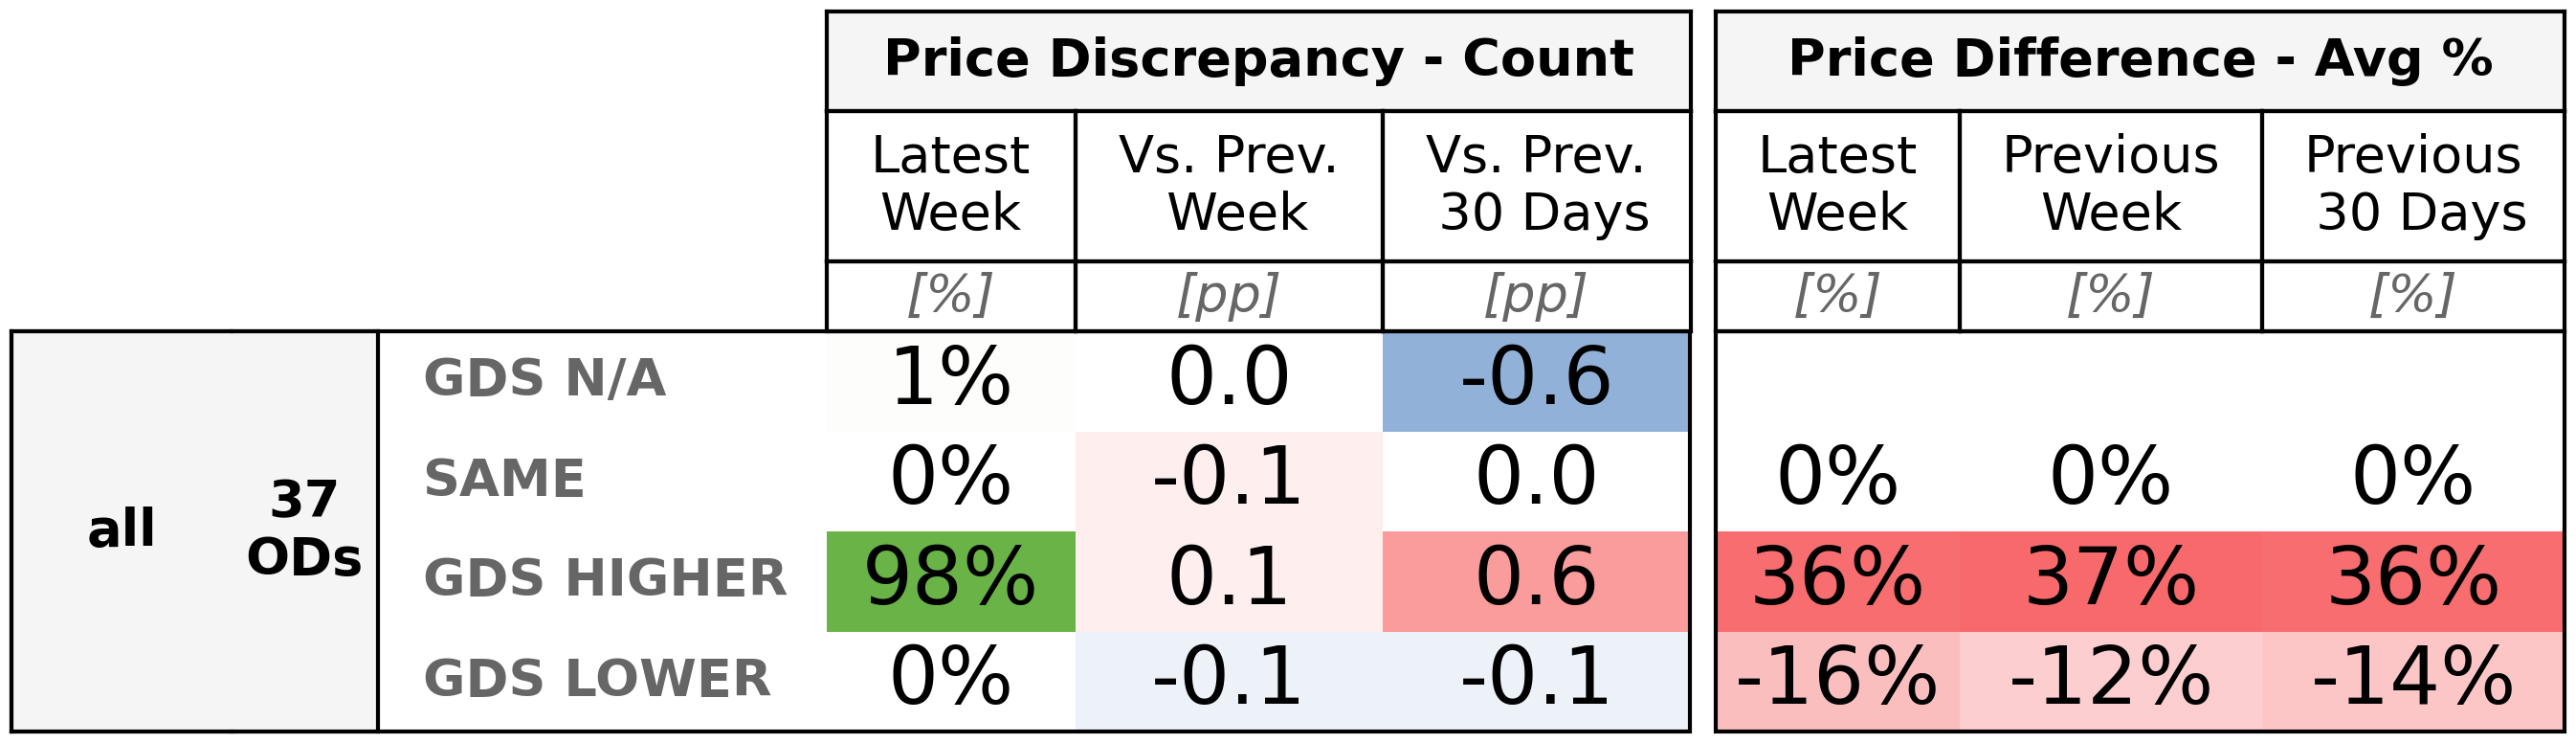 Price Discrepancy - Count Price Difference - Avg %
Latest Week Vs. Prev. Week Vs. Prev. 30 Days Latest Week Previous Week Previous 30 Days
[%] [pp] [pp] [%] [%] [%]
all 37 ODs
GDS N/A 1% 0.0 -0.6
SAME 0% -0.1 0.0 0% 0% 0%
GDS HIGHER 98% 0.1 0.6 36% 37% 36%
GDS LOWER 0% -0.1 -0.1 -16% -12% -14%